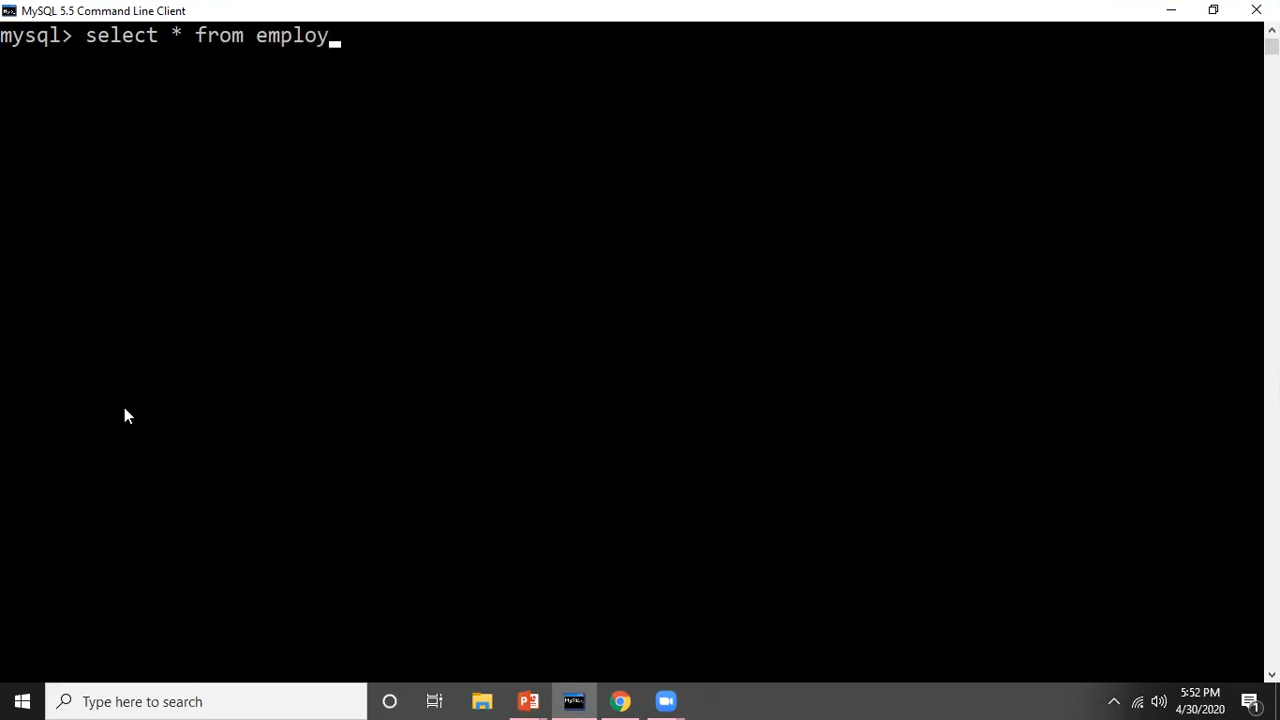 MySQL 5.5 Command Line Client
mysql> select * from employ
Type here to search
5:52 PM
4/30/2020
1